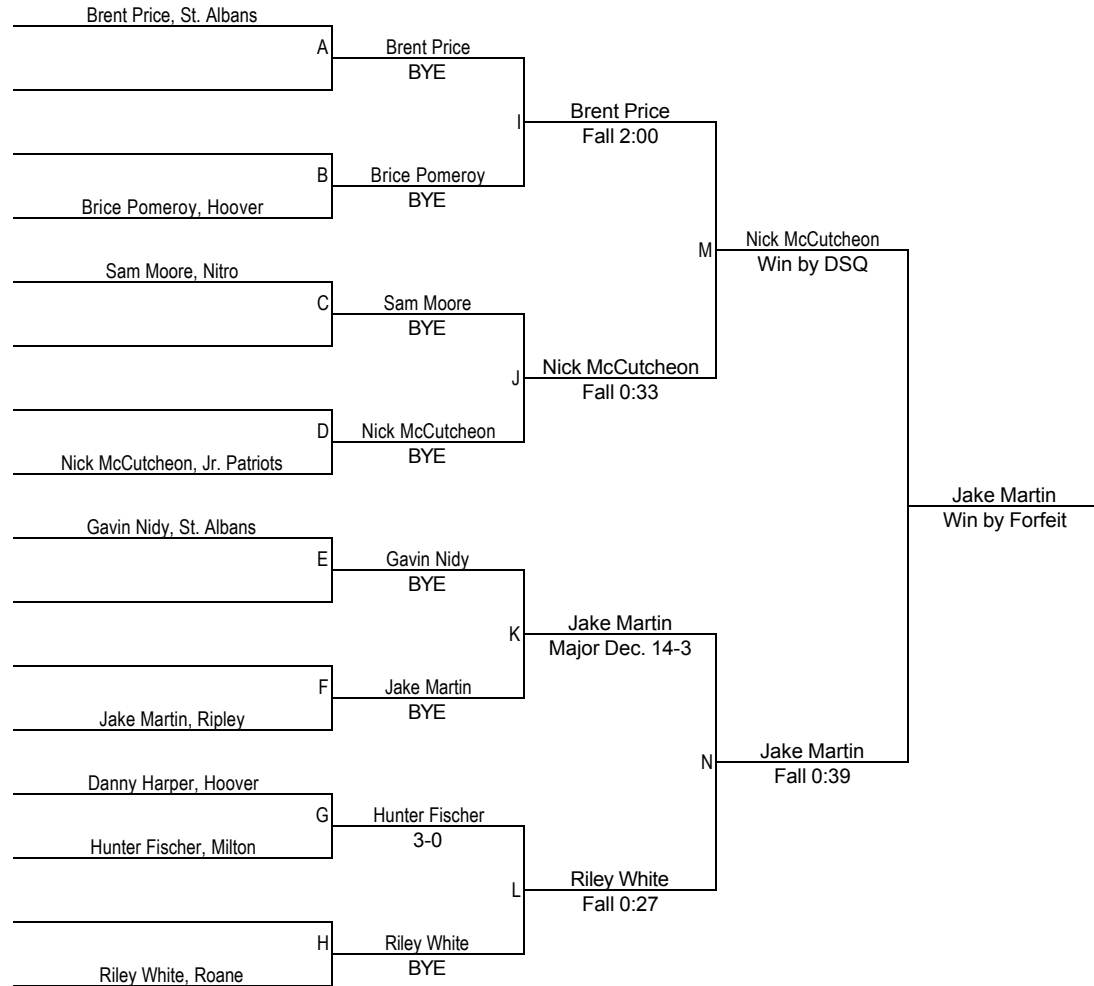 Brent Price, St. Albans
A
Brent Price
BYE
I
Brent Price
Fall 2:00
B
Brice Pomeroy
BYE
Brice Pomeroy, Hoover
M
Nick McCutcheon
Win by DSQ
Sam Moore, Nitro
C
Sam Moore
BYE
J
Nick McCutcheon
Fall 0:33
D
Nick McCutcheon
BYE
Nick McCutcheon, Jr. Patriots
Jake Martin
Win by Forfeit
Gavin Nidy, St. Albans
E
Gavin Nidy
BYE
K
Jake Martin
Major Dec. 14-3
F
Jake Martin
BYE
Jake Martin, Ripley
N
Jake Martin
Fall 0:39
Danny Harper, Hoover
G
Hunter Fischer
3-0
Hunter Fischer, Milton
L
Riley White
Fall 0:27
H
Riley White
BYE
Riley White, Roane